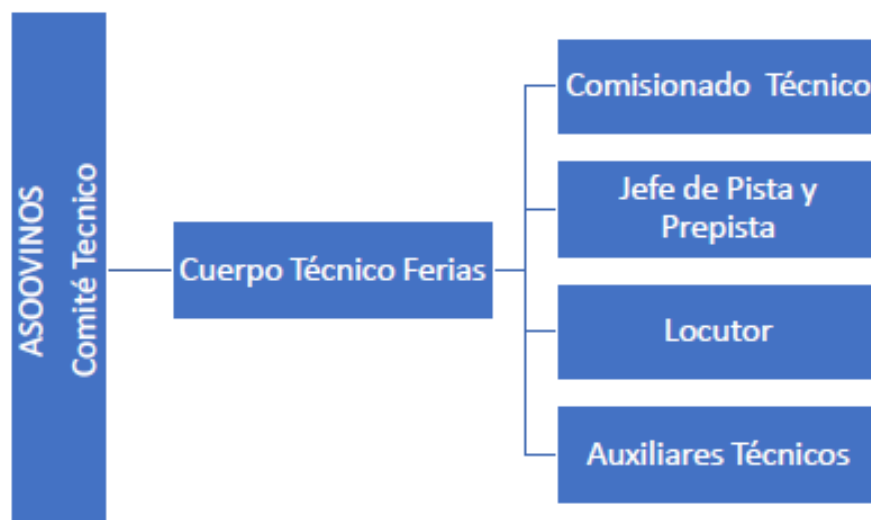 ASOOVINOS
Comité Tecnico
Cuerpo Técnico Ferias
Comisionado Técnico
Jefe de Pista y
Prepista
Locutor
Auxiliares Técnicos